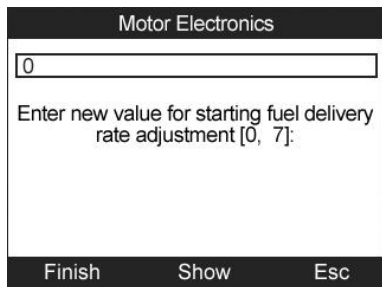 Motor Electronics
0
Enter new value for starting fuel delivery
rate adjustment [0, 7]:
Finish Show Esc